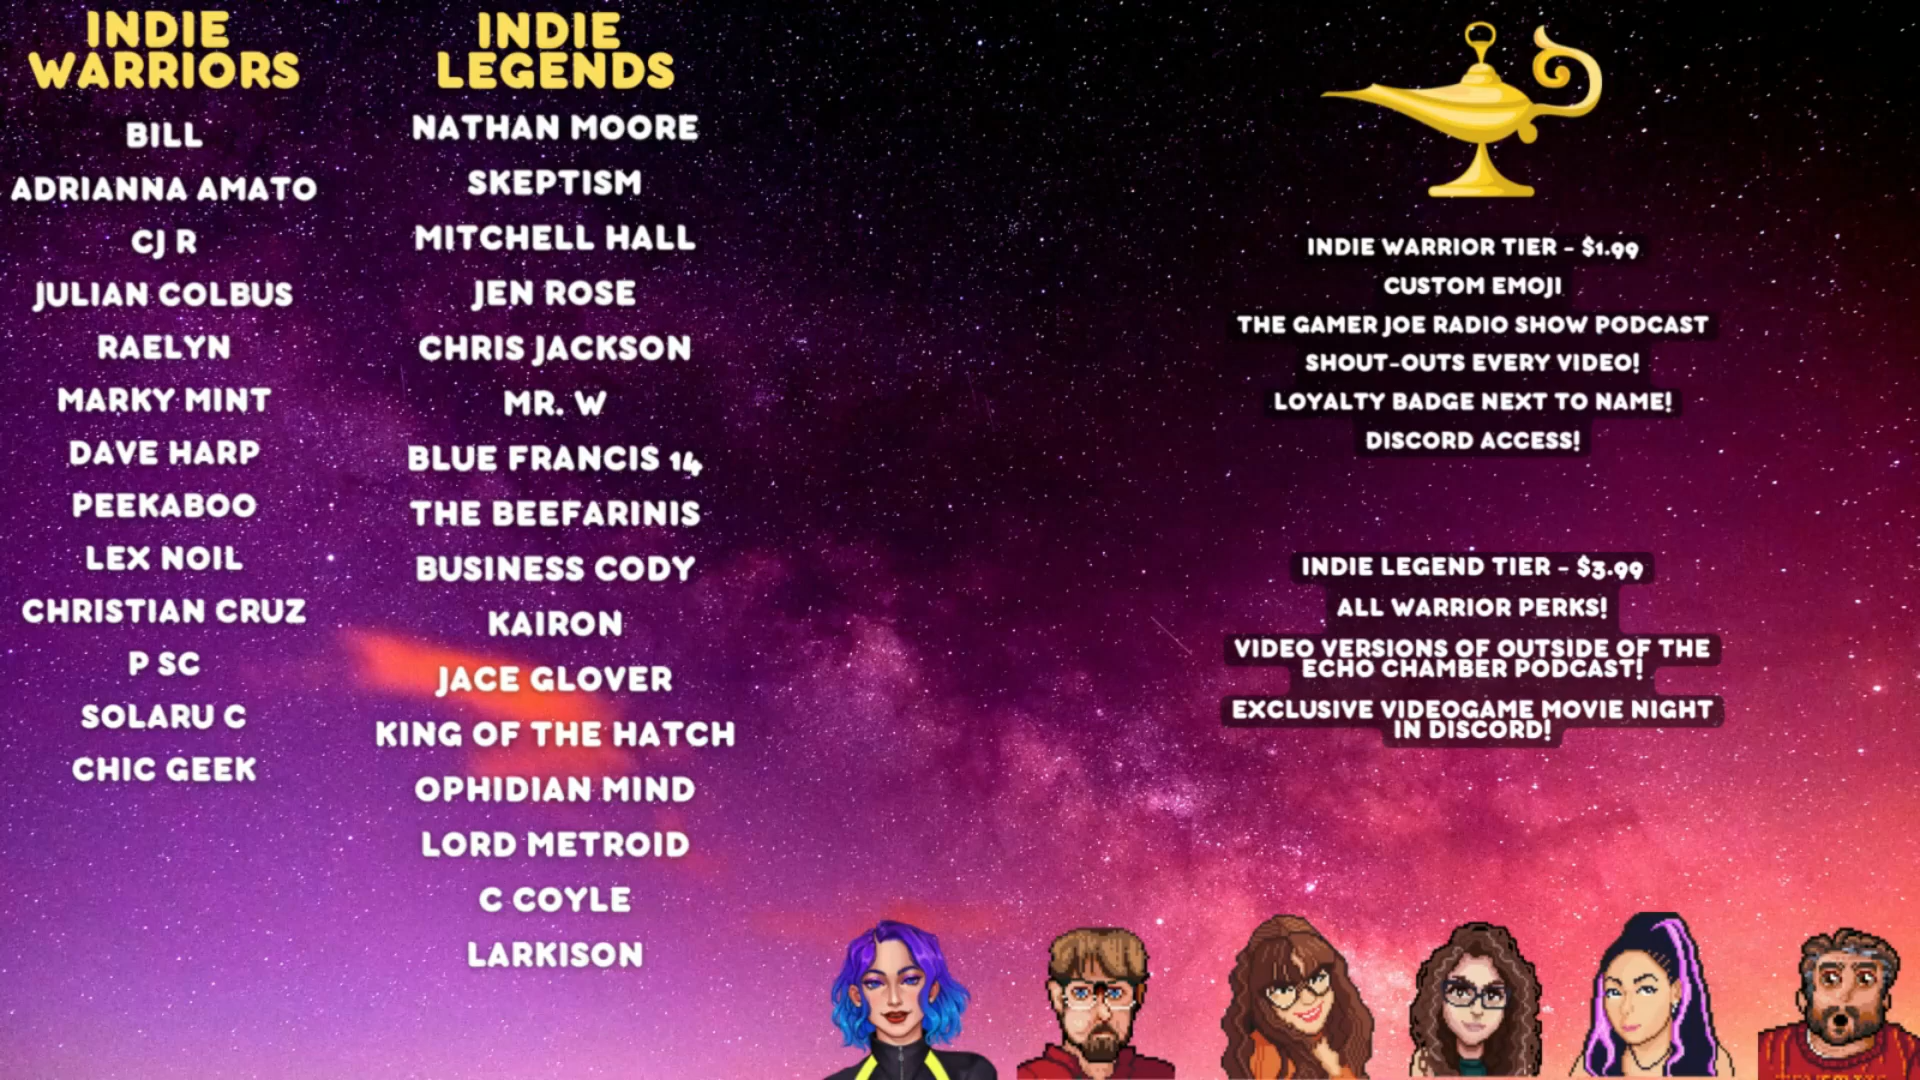 INDIE
WARRIORS
BILL
ADRIANNA AMATO
CJ R
JULIAN COLBUS
RAELYN
MARKY MINT
DAVE HARP
PEEKABOO
LEX NOIL
CHRISTIAN CRUZ
P SC
SOLARU C
CHIC GEEK
INDIE
LEGENDS
NATHAN MOORE
SKEPTISM
MITCHELL HALL
JEN ROSE
CHRIS JACKSON
MR. W
BLUE FRANCIS 14
THE BEEFARINIS
BUSINESS CODY
KAIRON
JACE GLOVER
KING OF THE HATCH
OPHIDIAN MIND
LORD METROID
C COYLE
LARKISON
INDIE WARRIOR TIER - $1.99
CUSTOM EMOJI
THE GAMER JOE RADIO SHOW PODCAST
SHOUT-OUTS EVERY VIDEO!
LOYALTY BADGE NEXT TO NAME!
DISCORD ACCESS!
INDIE LEGEND TIER - $3.99
ALL WARRIOR PERKS!
VIDEO VERSIONS OF OUTSIDE OF THE
ECHO CHAMBER PODCAST!
EXCLUSIVE VIDEOGAME MOVIE NIGHT
IN DISCORD!